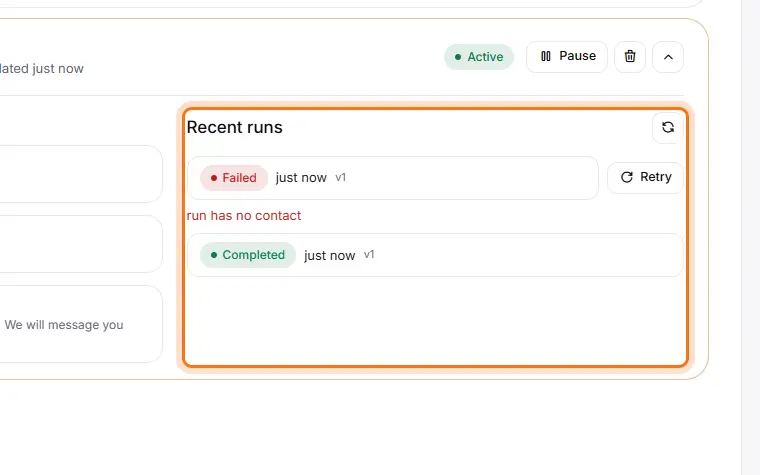 Active
Pause
lated just now
Recent runs
Failed just now v1
Retry
run has no contact
Completed just now v1
We will message you